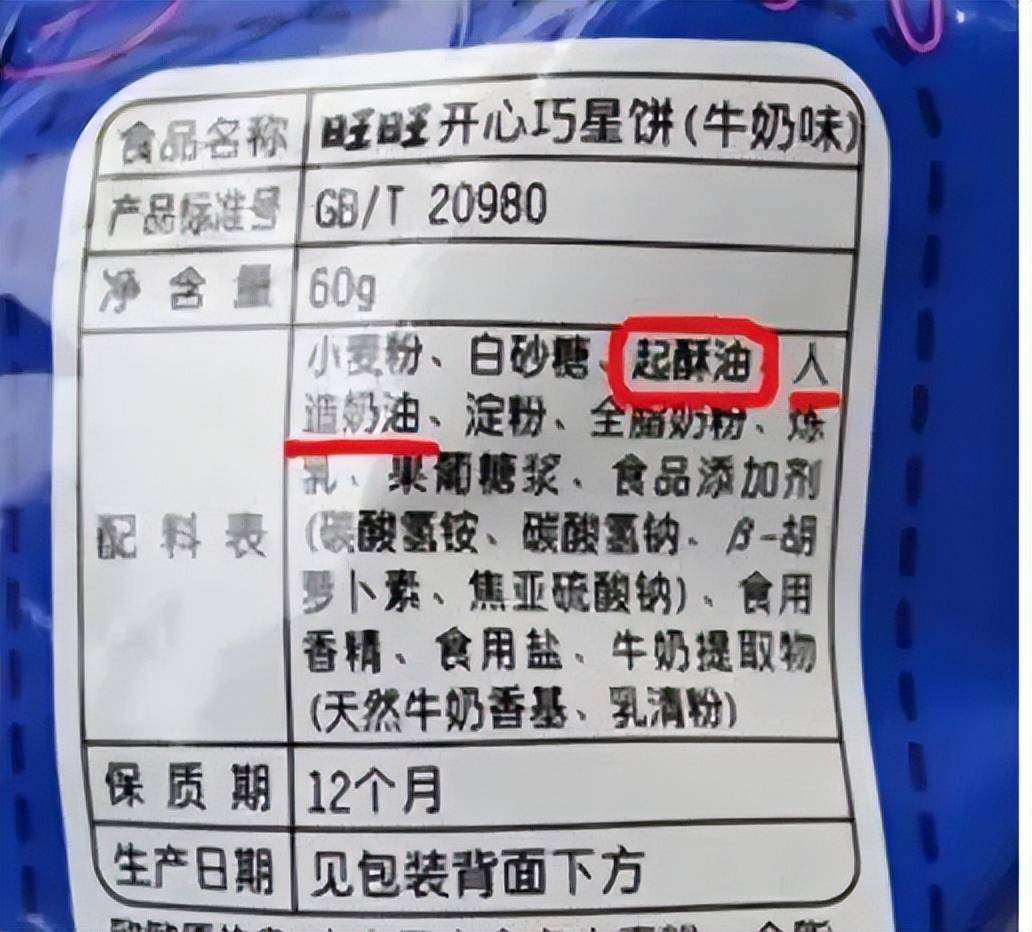 食品名称 旺旺开心巧星饼(牛奶味)
产品标准号 GB/T 20980
净含量 60g
配料表
小麦粉、白砂糖、起酥油、人
造奶油、淀粉、全脂奶粉、炼
乳、果葡糖浆、食品添加剂
(碳酸氢铵、碳酸氢钠、β-胡
萝卜素、焦亚硫酸钠)、食用
香精、食用盐、牛奶提取物
(天然牛奶香基、乳清粉)
保质期 12个月
生产日期 见包装背面下方